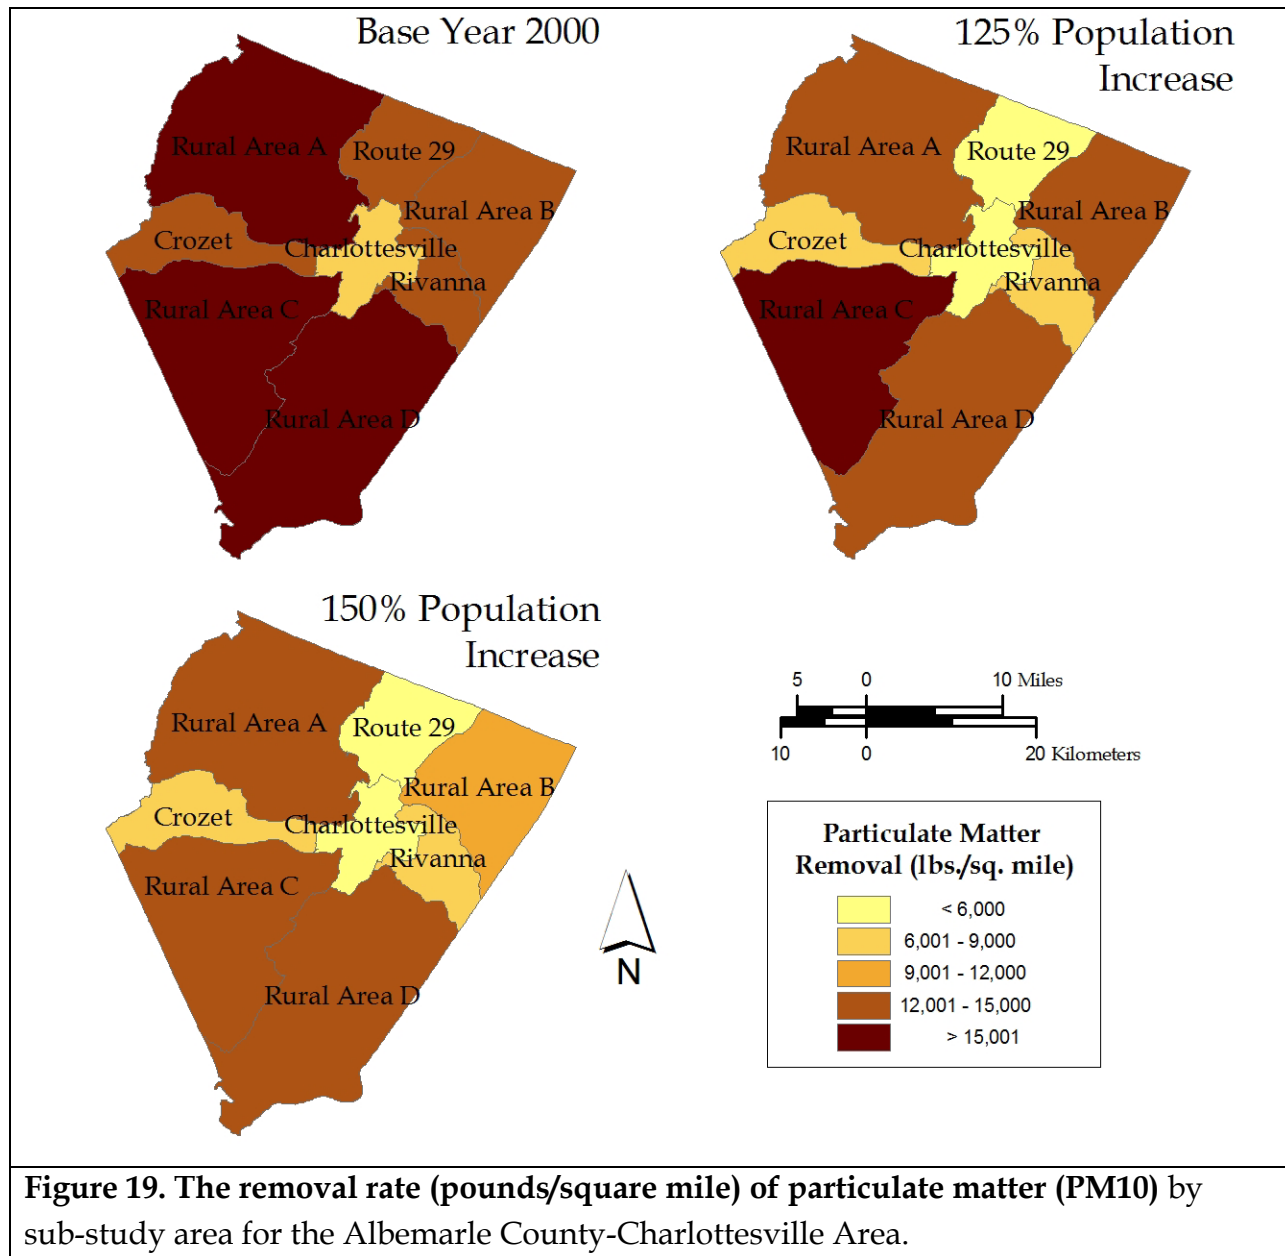 Base Year 2000
Rural Area A
Route 29
Rural Area B
Crozet
Charlottesville
Rivanna
Rural Area C
Rural Area D
125% Population
Increase
Rural Area A
Route 29
Rural Area B
Crozet
Charlottesville
Rivanna
Rural Area C
Rural Area D
150% Population
Increase
Rural Area A
Route 29
Rural Area B
Crozet
Charlottesville
Rivanna
Rural Area C
Rural Area D
5 0 10 Miles
10 0 20 Kilometers
N
Particulate Matter
Removal (lbs./sq. mile)
< 6,000
6,001 - 9,000
9,001 - 12,000
12,001 - 15,000
> 15,001
Figure 19. The removal rate (pounds/square mile) of particulate matter (PM10) by
sub-study area for the Albemarle County-Charlottesville Area.